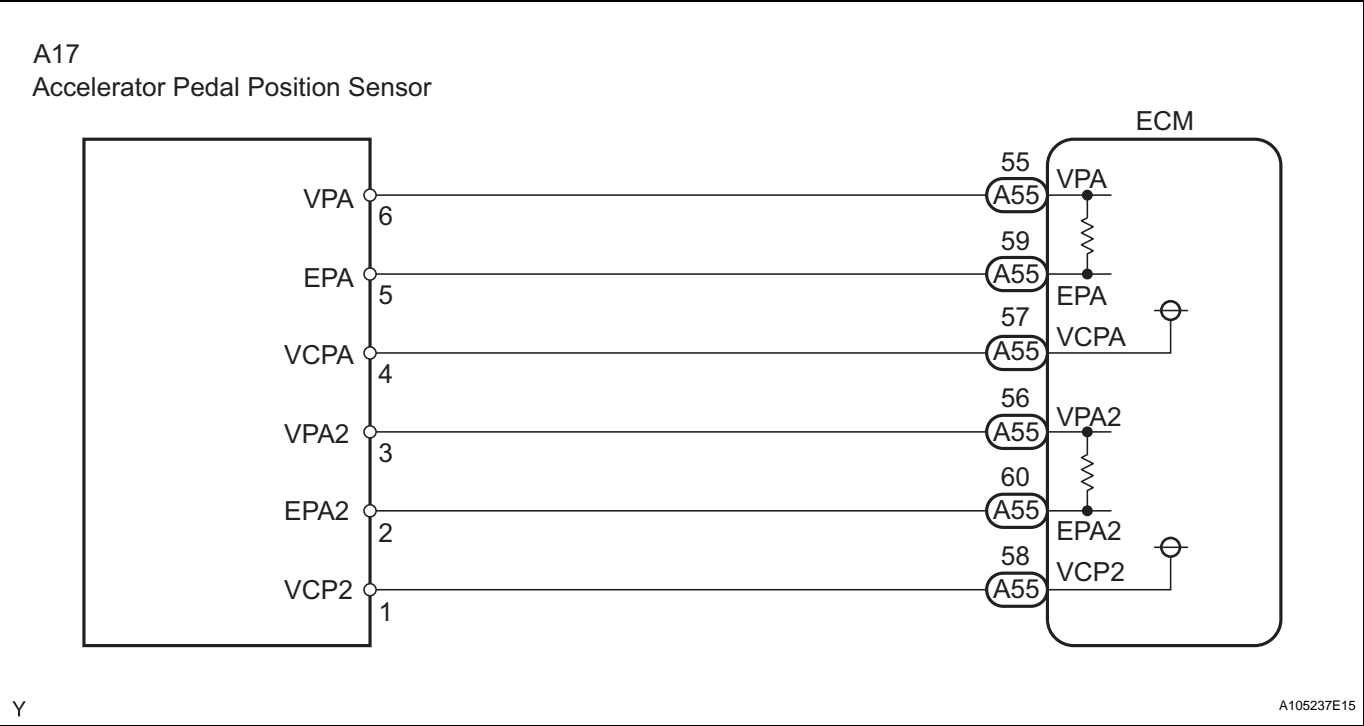 A17
Accelerator Pedal Position Sensor
ECM
VPA
6
55
A55
VPA
EPA
5
59
A55
EPA
VCPA
4
57
A55
VCPA
VPA2
3
56
A55
VPA2
EPA2
2
60
A55
EPA2
VCP2
1
58
A55
VCP2
Y
A105237E15